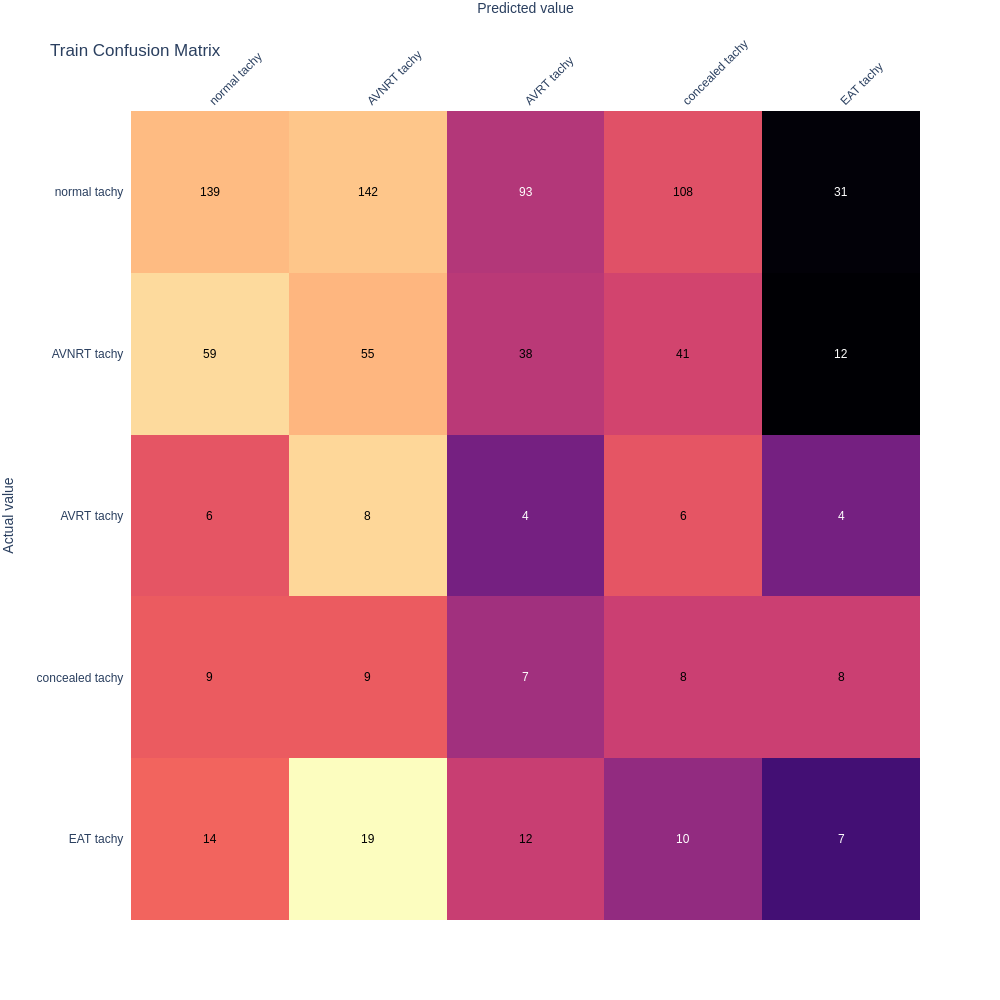 Predicted value
Train Confusion Matrix
normal tachy
AVNRT tachy
AVRT tachy
concealed tachy
EAT tachy
normal tachy 139 142 93 108 31
AVNRT tachy 59 55 38 41 12
AVRT tachy 6 8 4 6 4
concealed tachy 9 9 7 8 8
EAT tachy 14 19 12 10 7
Actual value